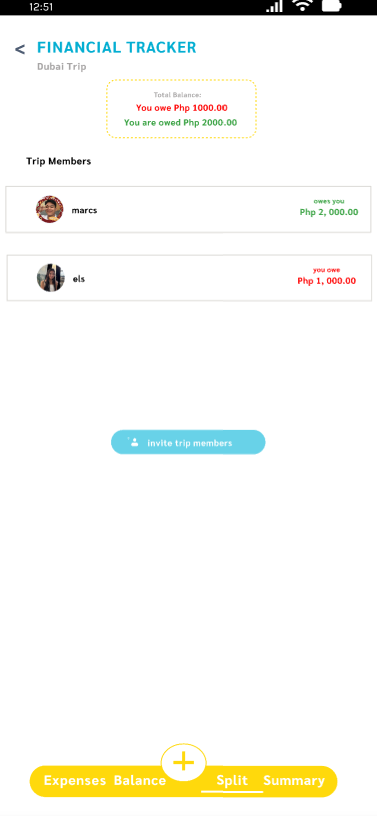 12:51
< FINANCIAL TRACKER
Dubai Trip
Total Balance:
You owe Php 1000.00
You are owed Php 2000.00
Trip Members
owes you
marcs
Php 2, 000.00
you owe
els
Php 1, 000.00
invite trip members
+
Expenses Balance Split Summary